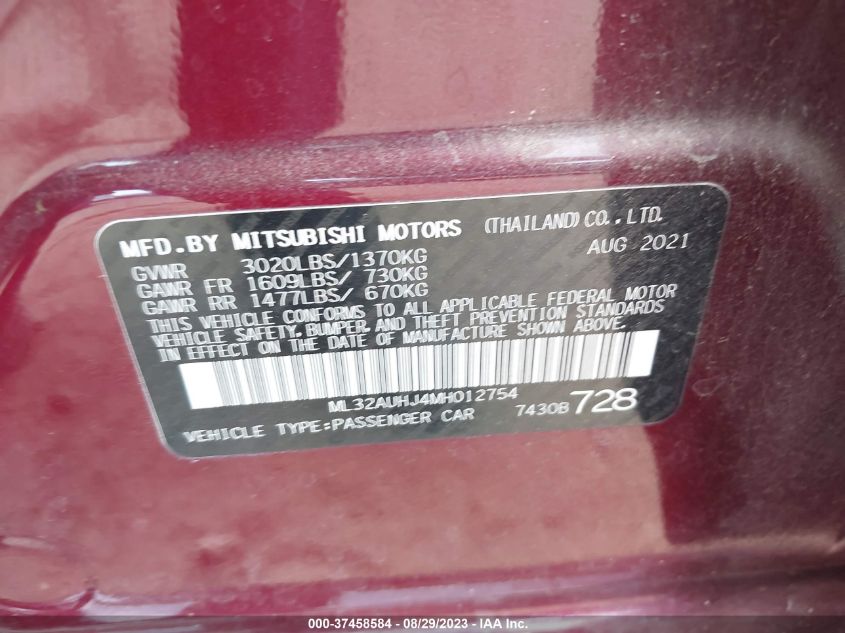 MFD.BY MITSUBISHI MOTORS (THAILAND) CO.,LTD.
GVWR 3020LBS/1370KG AUG 2021
GAWR FR 1609LBS/ 730KG
GAWR RR 1477LBS/ 670KG
THIS VEHICLE CONFORMS TO ALL APPLICABLE FEDERAL MOTOR
VEHICLE SAFETY, BUMPER, AND THEFT PREVENTION STANDARDS
IN EFFECT ON THE DATE OF MANUFACTURE SHOWN ABOVE.
ML32AUHJ4MH012754
VEHICLE TYPE:PASSENGER CAR 7430B 728
000-37458584 - 08/29/2023 - IAA Inc.